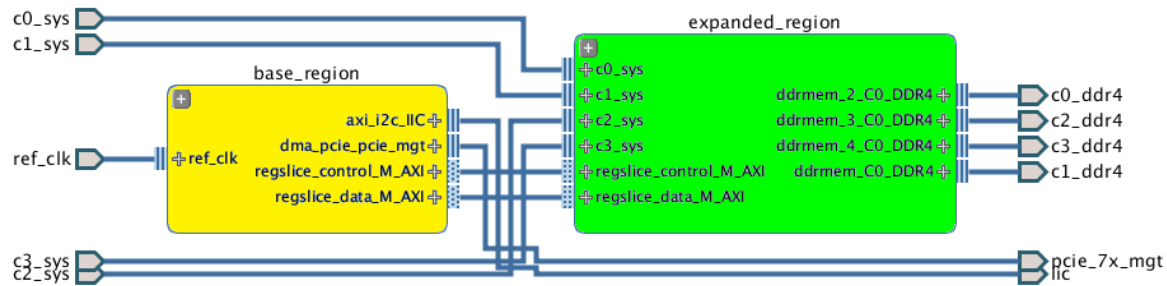 c0_sys
c1_sys
ref_clk
c3_sys
c2_sys
base_region
ref_clk
axi_i2c_IIC
dma_pcie_pcie_mgt
regslice_control_M_AXI
regslice_data_M_AXI
expanded_region
c0_sys
c1_sys
c2_sys
c3_sys
regslice_control_M_AXI
regslice_data_M_AXI
ddrmem_2_C0_DDR4
ddrmem_3_C0_DDR4
ddrmem_4_C0_DDR4
ddrmem_C0_DDR4
c0_ddr4
c2_ddr4
c3_ddr4
c1_ddr4
pcie_7x_mgt
iic